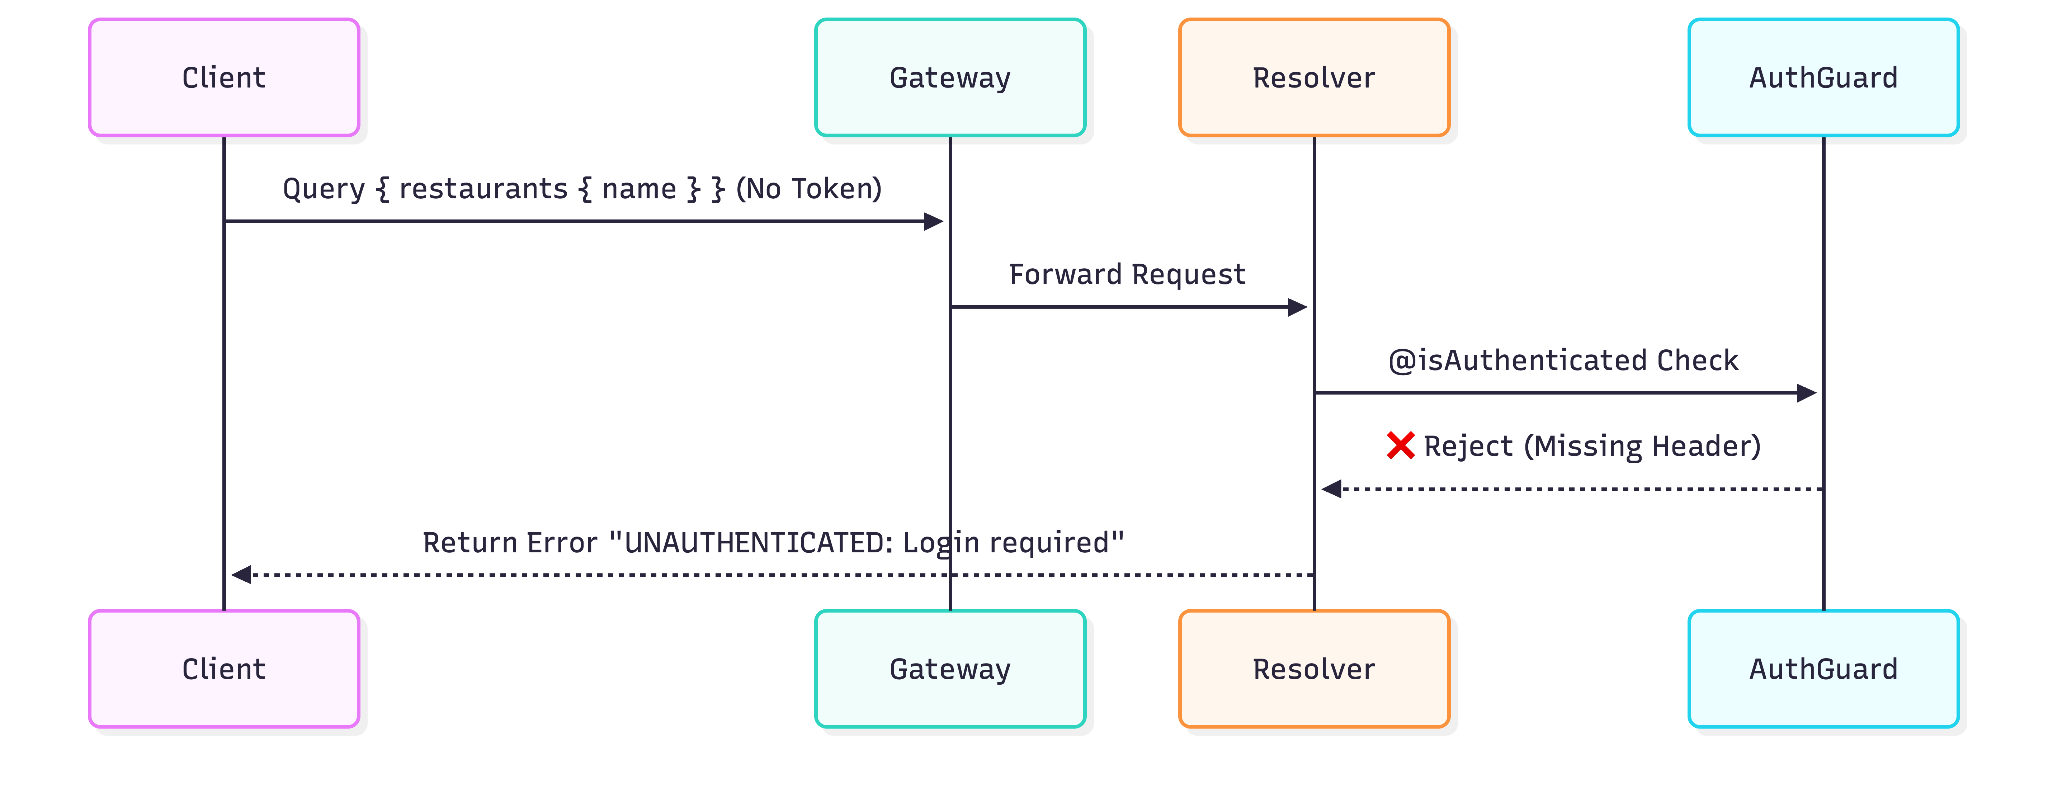 Client
Gateway
Resolver
AuthGuard
Query { restaurants { name } } (No Token)
Forward Request
@isAuthenticated Check
❌ Reject (Missing Header)
Return Error "UNAUTHENTICATED: Login required"
Client
Gateway
Resolver
AuthGuard